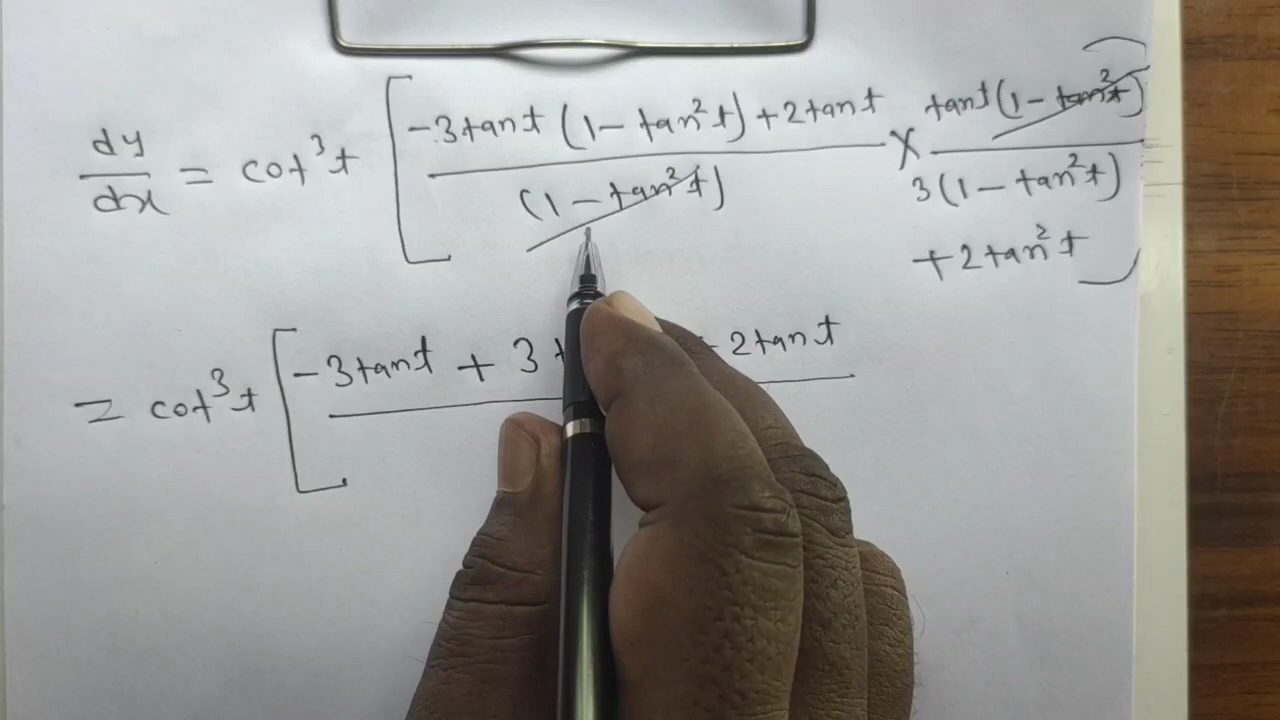 dy/dx = cot³t [ -3tant (1 - tan²t) + 2tant / (1 - tan²t) × tant (1 - tan²t) / 3(1 - tan²t) + 2tan²t ]
= cot³t [ -3tant + 3 2tant